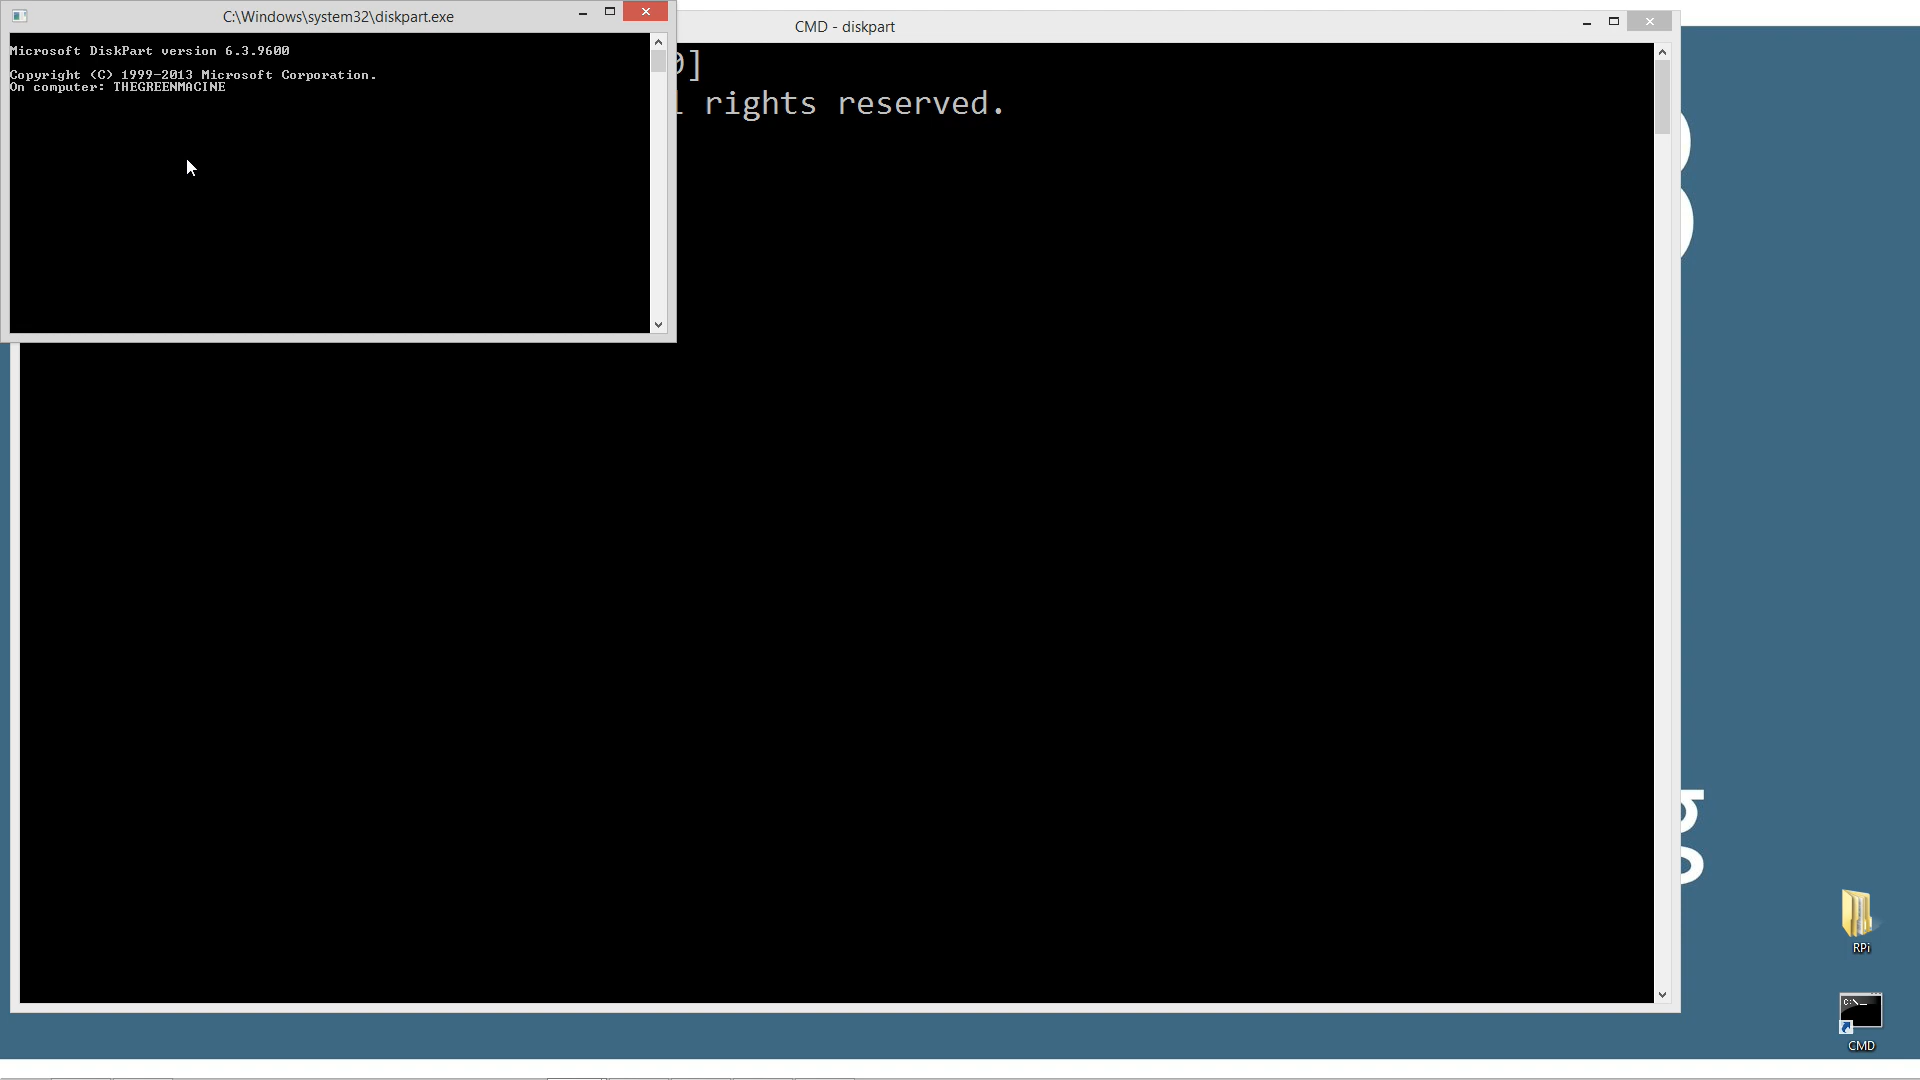 C:\Windows\system32\diskpart.exe
Microsoft DiskPart version 6.3.9600
Copyright (C) 1999-2013 Microsoft Corporation.
On computer: THEGREENMACINE
CMD - diskpart
0]
rights reserved.
g
RPi
C:\_
CMD